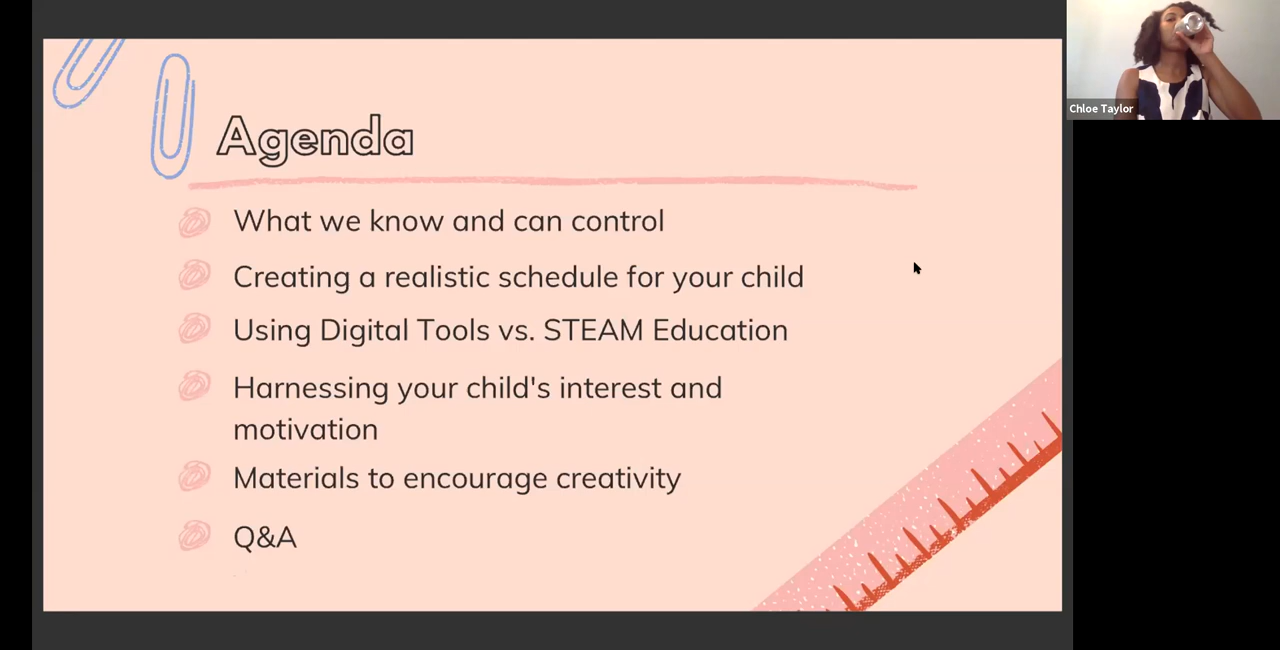 Agenda
What we know and can control
Creating a realistic schedule for your child
Using Digital Tools vs. STEAM Education
Harnessing your child's interest and
motivation
Materials to encourage creativity
Q&A
Chloe Taylor